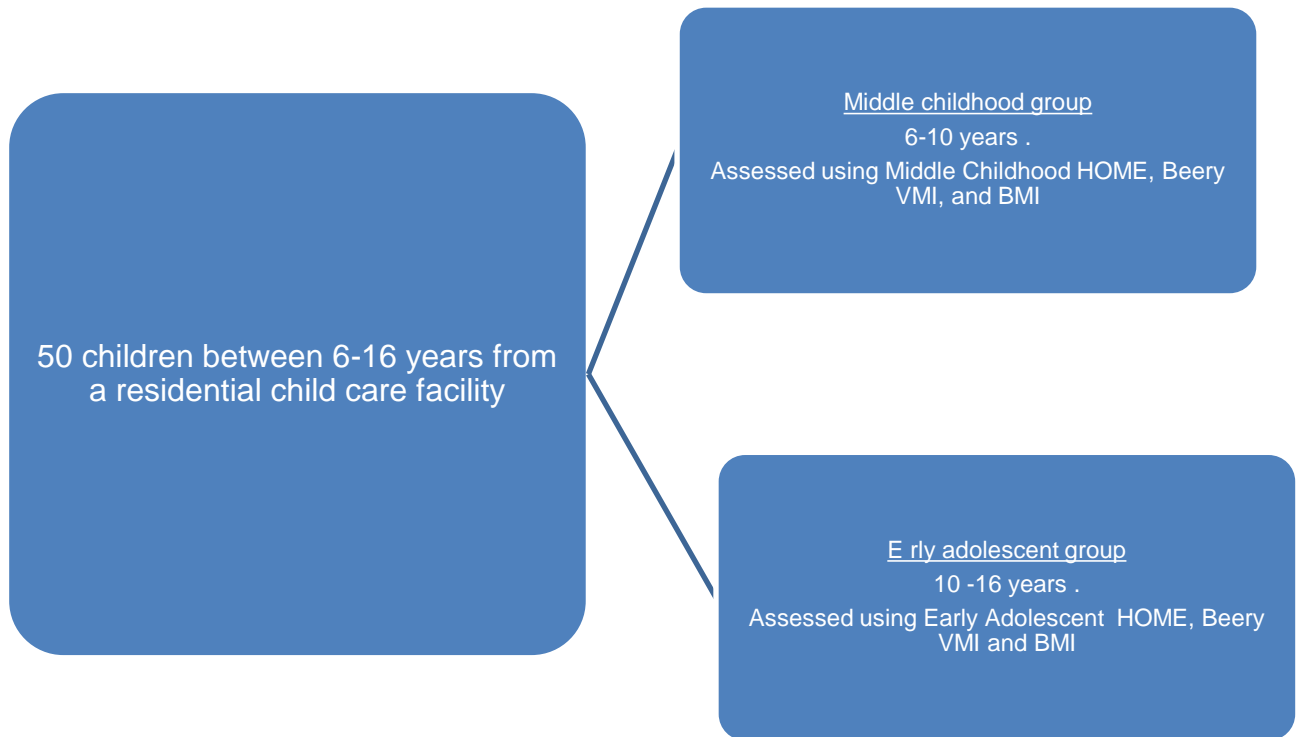 50 children between 6-16 years from
a residential child care facility
Middle childhood group
6-10 years .
Assessed using Middle Childhood HOME, Beery
VMI, and BMI
E rly adolescent group
10 -16 years .
Assessed using Early Adolescent  HOME, Beery
VMI and BMI